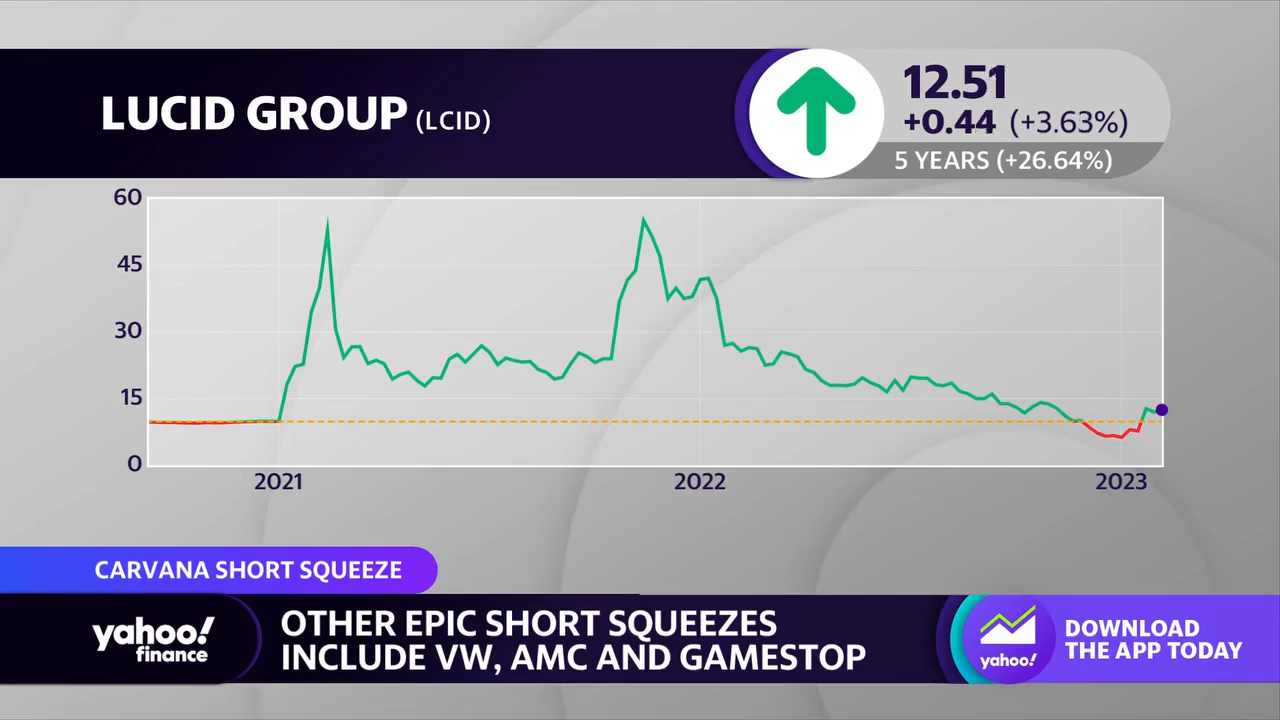 LUCID GROUP (LCID)
12.51
+0.44 (+3.63%)
5 YEARS (+26.64%)
60
45
30
15
0
2021 2022 2023
CARVANA SHORT SQUEEZE
yahoo!
finance
OTHER EPIC SHORT SQUEEZES
INCLUDE VW, AMC AND GAMESTOP
yahoo!
DOWNLOAD
THE APP TODAY